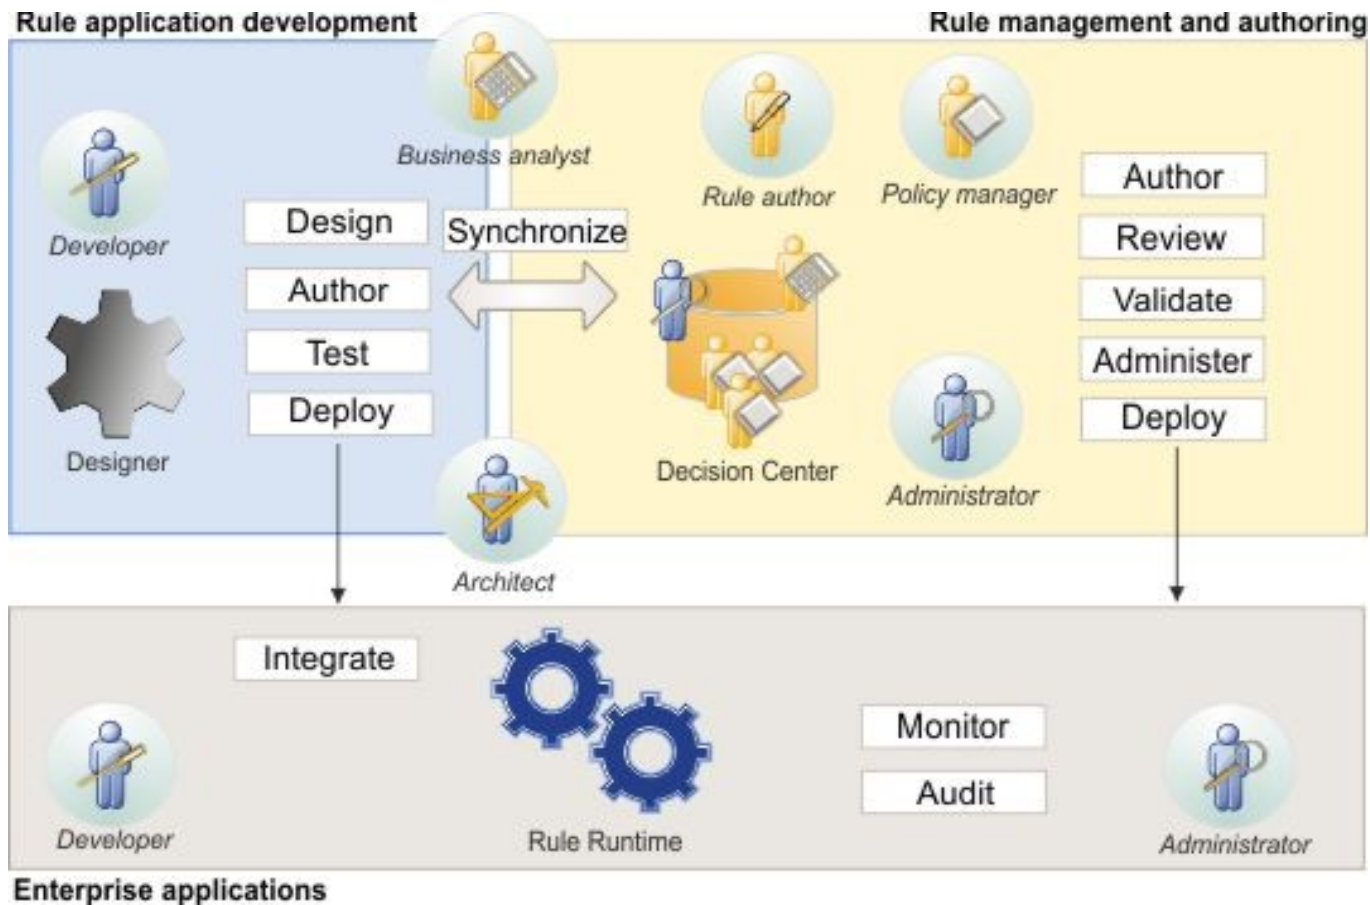 Rule application development
Rule management and authoring
Business analyst
Developer
Design
Author
Test
Deploy
Designer
Synchronize
Architect
Rule author
Policy manager
Decision Center
Administrator
Author
Review
Validate
Administer
Deploy
Integrate
Developer
Rule Runtime
Monitor
Audit
Administrator
Enterprise applications